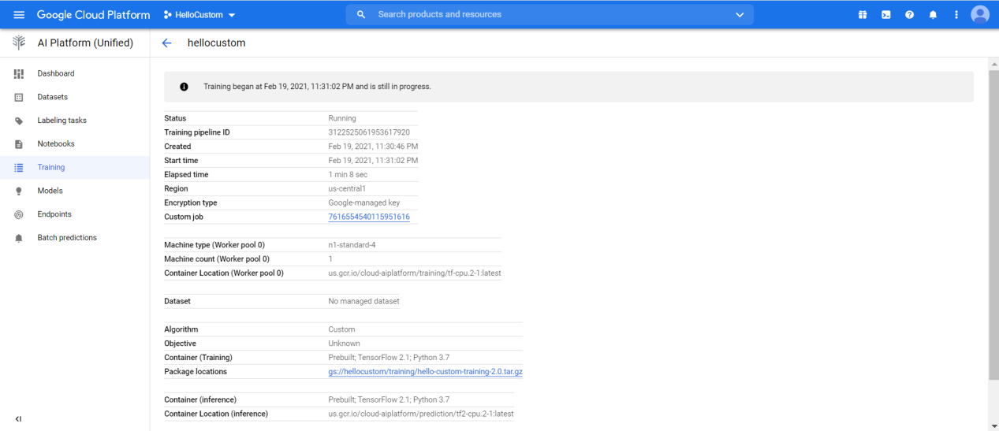 Google Cloud Platform HelloCustom Search products and resources
AI Platform (Unified) hellocustom
Dashboard
Datasets
Labeling tasks
Notebooks
Training
Models
Endpoints
Batch predictions
Training began at Feb 19, 2021, 11:31:02 PM and is still in progress.
Status Running
Training pipeline ID 3122525061953617920
Created Feb 19, 2021, 11:30:46 PM
Start time Feb 19, 2021, 11:31:02 PM
Elapsed time 1 min 8 sec
Region us-central1
Encryption type Google-managed key
Custom job 7616554540115951616
Machine type (Worker pool 0) n1-standard-4
Machine count (Worker pool 0) 1
Container Location (Worker pool 0) us.gcr.io/cloud-aiplatform/training/tf-cpu.2-1:latest
Dataset No managed dataset
Algorithm Custom
Objective Unknown
Container (Training) Prebuilt; TensorFlow 2.1; Python 3.7
Package locations gs://hellocustom/training/hello-custom-training-2.0.tar.gz
Container (inference) Prebuilt; TensorFlow 2.1; Python 3.7
Container Location (inference) us.gcr.io/cloud-aiplatform/prediction/tf2-cpu.2-1:latest